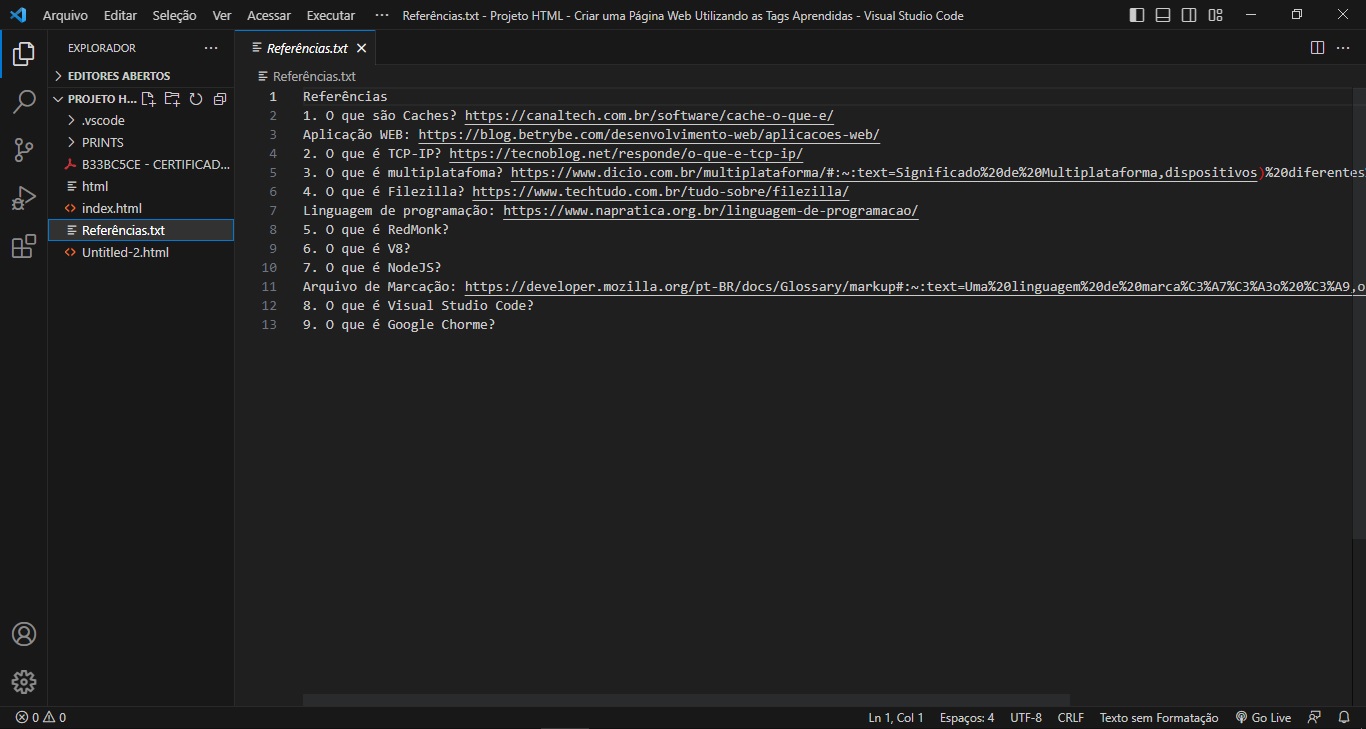 Arquivo Editar Seleção Ver Acessar Executar ··· Referências.txt - Projeto HTML - Criar uma Página Web Utilizando as Tags Aprendidas - Visual Studio Code
EXPLORADOR ···
EDITORES ABERTOS
PROJETO H...
.vscode
PRINTS
B33BC5CE - CERTIFICAD...
html
index.html
Referências.txt
Untitled-2.html
Referências.txt
Referências.txt
1 Referências
2 1. O que são Caches? https://canaltech.com.br/software/cache-o-que-e/
3 Aplicação WEB: https://blog.betrybe.com/desenvolvimento-web/aplicacoes-web/
4 2. O que é TCP-IP? https://tecnoblog.net/responde/o-que-e-tcp-ip/
5 3. O que é multiplatafoma? https://www.dicio.com.br/multiplataforma/#:~:text=Significado%20de%20Multiplataforma,dispositivos)%20diferentes
6 4. O que é Filezilla? https://www.techtudo.com.br/tudo-sobre/filezilla/
7 Linguagem de programação: https://www.napratica.org.br/linguagem-de-programacao/
8 5. O que é RedMonk?
9 6. O que é V8?
10 7. O que é NodeJS?
11 Arquivo de Marcação: https://developer.mozilla.org/pt-BR/docs/Glossary/markup#:~:text=Uma%20linguagem%20de%20marca%C3%A7%C3%A3o%20%C3%A9,o
12 8. O que é Visual Studio Code?
13 9. O que é Google Chorme?
0 0 Ln 1, Col 1 Espaços: 4 UTF-8 CRLF Texto sem Formatação Go Live